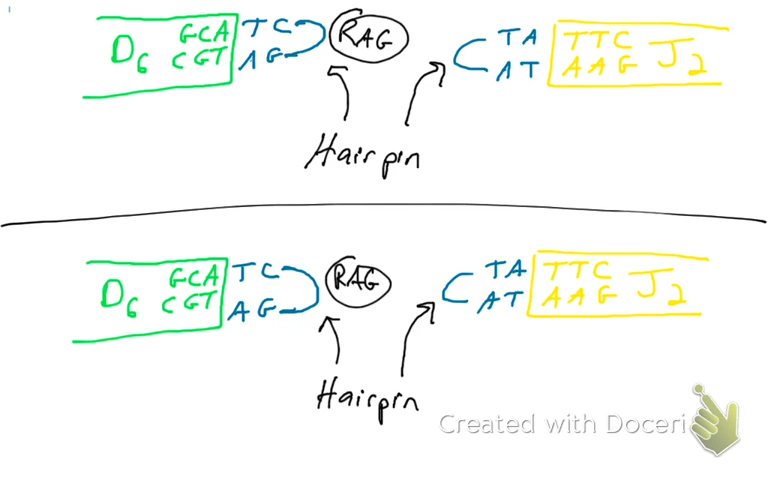 GCA TC RAG TA TTC
D6 CGT AG AT AAG J2
Hairpin
GCA TC RAG TA TTC
D6 CGT AG AT AAG J2
Hairpin
Created with Doceri